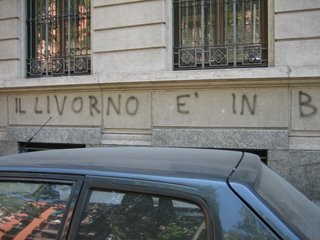 IL LIVORNO E' IN B